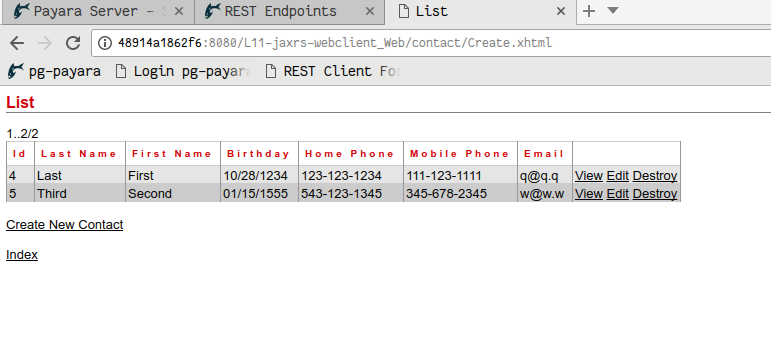 Payara Server – S
REST Endpoints
List
48914a1862f6:8080/L11-jaxrs-webclient_Web/contact/Create.xhtml
pg-payara Login pg-payar REST Client Fo
List
1..2/2
Id Last Name First Name Birthday Home Phone Mobile Phone Email
4 Last First 10/28/1234 123-123-1234 111-123-1111 q@q.q View Edit Destroy
5 Third Second 01/15/1555 543-123-1345 345-678-2345 w@w.w View Edit Destroy
Create New Contact
Index